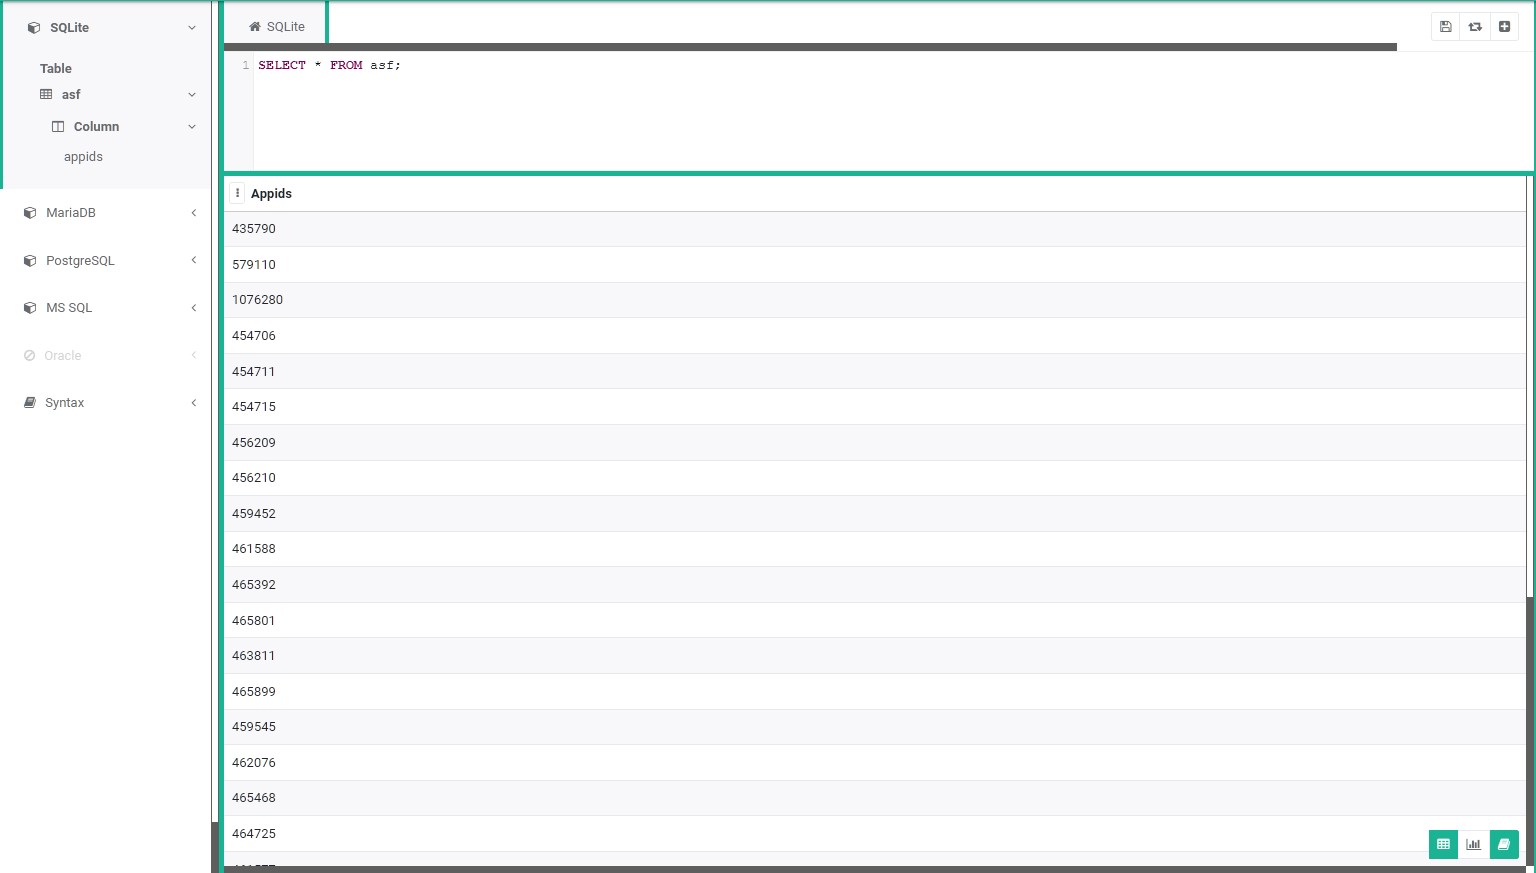 SQLite
Table
asf
Column
appids
MariaDB
PostgreSQL
MS SQL
Oracle
Syntax
SQLite
1 SELECT * FROM asf;
Appids
435790
579110
1076280
454706
454711
454715
456209
456210
459452
461588
465392
465801
463811
465899
459545
462076
465468
464725